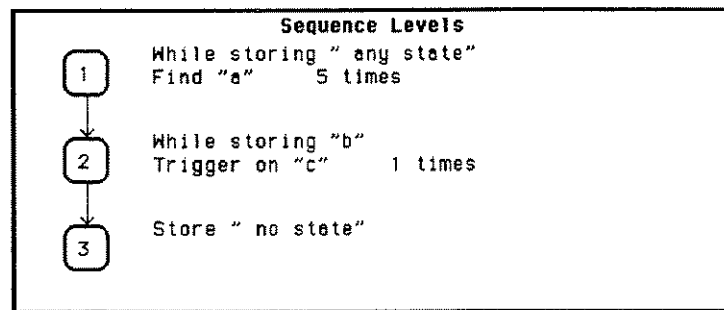 Sequence Levels
While storing " any state"
1
Find "a" 5 times
While storing "b"
2
Trigger on "c" 1 times
Store " no state"
3